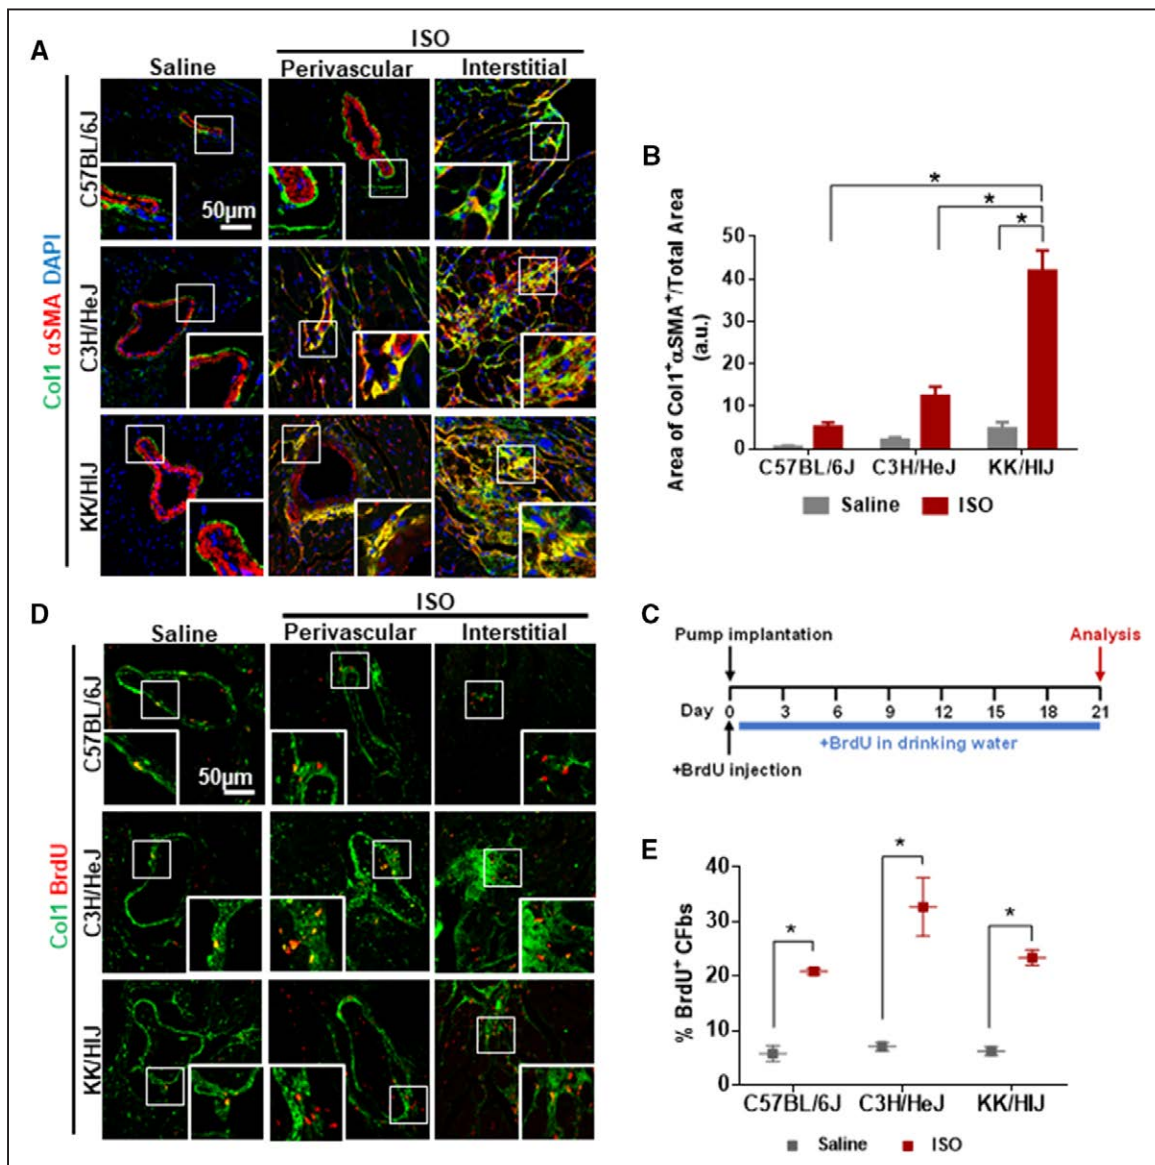 A
ISO
Saline
Perivascular
Interstitial
Col1 αSMA DAPI
C57BL/6J
50µm
C3H/HeJ
KK/HIJ
B
Area of Col1⁺αSMA⁺/Total Area
(a.u.)
50
40
30
20
10
0
*
*
*
C57BL/6J
C3H/HeJ
KK/HIJ
Saline
ISO
D
ISO
Saline
Perivascular
Interstitial
Col1 BrdU
C57BL/6J
50µm
C3H/HeJ
KK/HIJ
C
Pump implantation
Analysis
Day 0 3 6 9 12 15 18 21
+BrdU in drinking water
+BrdU injection
E
% BrdU⁺ CFbs
40
30
20
10
0
*
*
*
C57BL/6J
C3H/HeJ
KK/HIJ
Saline
ISO